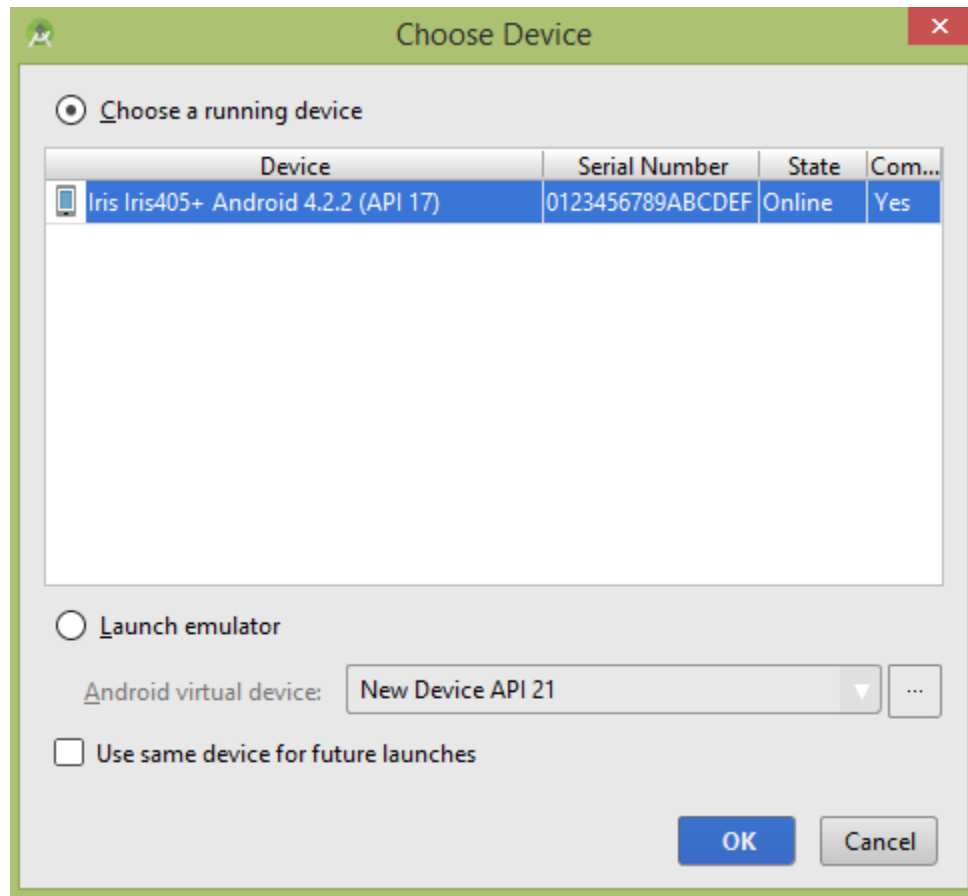 Choose Device
Choose a running device
Device Serial Number State Com...
Iris Iris405+ Android 4.2.2 (API 17) 0123456789ABCDEF Online Yes
Launch emulator
Android virtual device: New Device API 21 ...
Use same device for future launches
OK Cancel